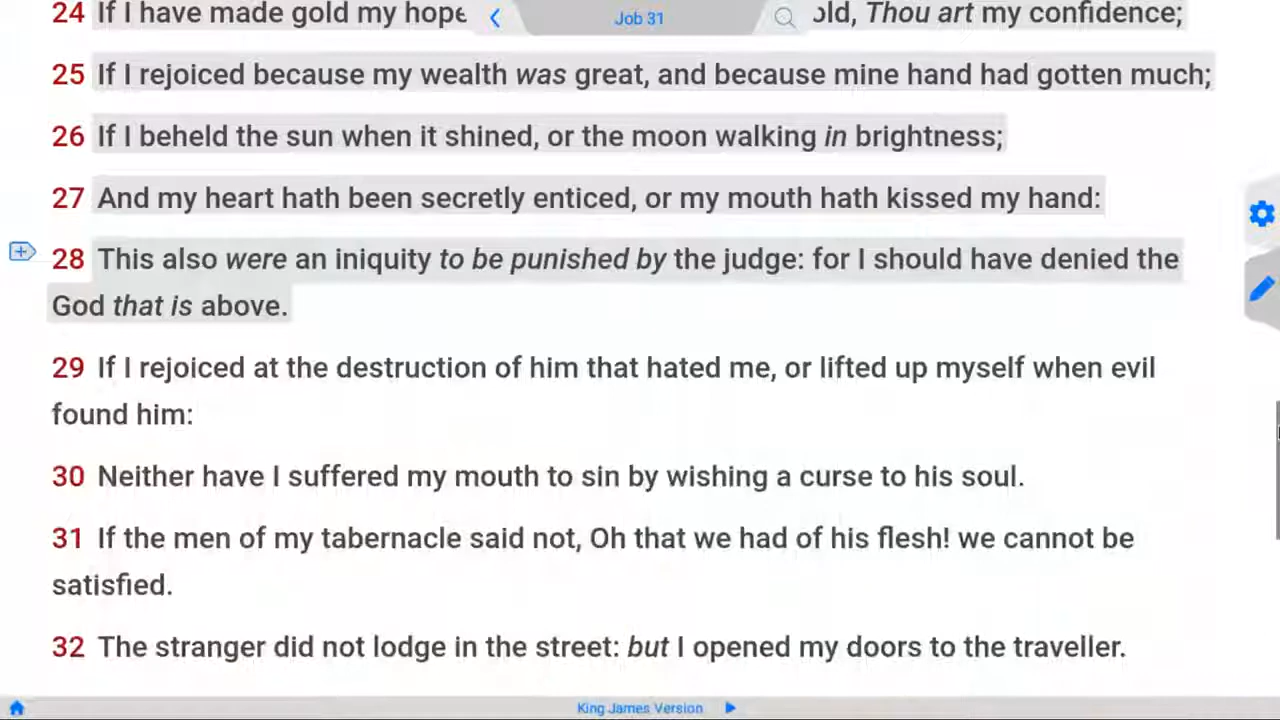 24 If I have made gold my hope
Job 31
old, Thou art my confidence;
25 If I rejoiced because my wealth was great, and because mine hand had gotten much;
26 If I beheld the sun when it shined, or the moon walking in brightness;
27 And my heart hath been secretly enticed, or my mouth hath kissed my hand:
28 This also were an iniquity to be punished by the judge: for I should have denied the
God that is above.
29 If I rejoiced at the destruction of him that hated me, or lifted up myself when evil
found him:
30 Neither have I suffered my mouth to sin by wishing a curse to his soul.
31 If the men of my tabernacle said not, Oh that we had of his flesh! we cannot be
satisfied.
32 The stranger did not lodge in the street: but I opened my doors to the traveller.
King James Version